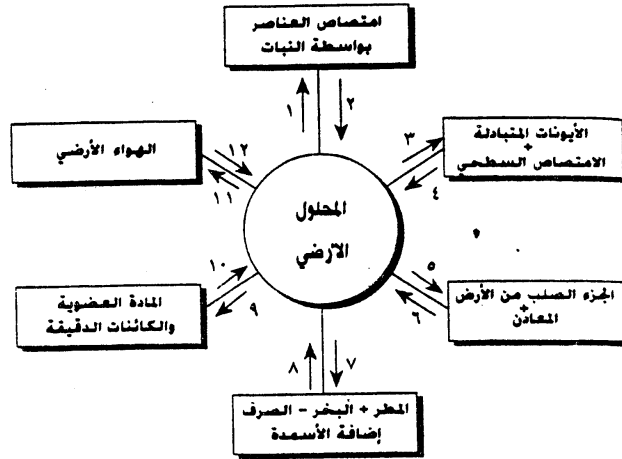 امتصاص العناصر
بواسطة النبات
١
٢
الهواء الأرضي
١٢
١١
٣
٤
الأيونات المتبادلة
+
الامتصاص السطحي
المحلول
الارضي
المادة العضوية
والكائنات الدقيقة
١٠
٩
٥
٦
الجزء الصلب من الأرض
+
المعادن
٨
٧
المطر + البخر - الصرف
إضافة الأسمدة